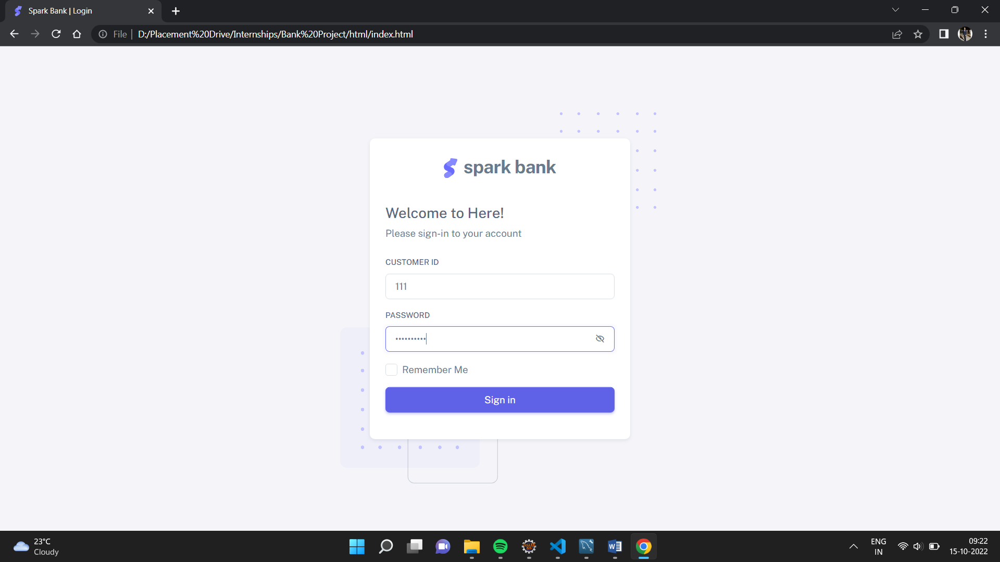 Spark Bank | Login
File
D:/Placement%20Drive/Internships/Bank%20Project/html/index.html
spark bank
Welcome to Here!
Please sign-in to your account
CUSTOMER ID
111
PASSWORD
••••••••••
Remember Me
Sign in
23°C
Cloudy
ENG
IN
09:22
15-10-2022